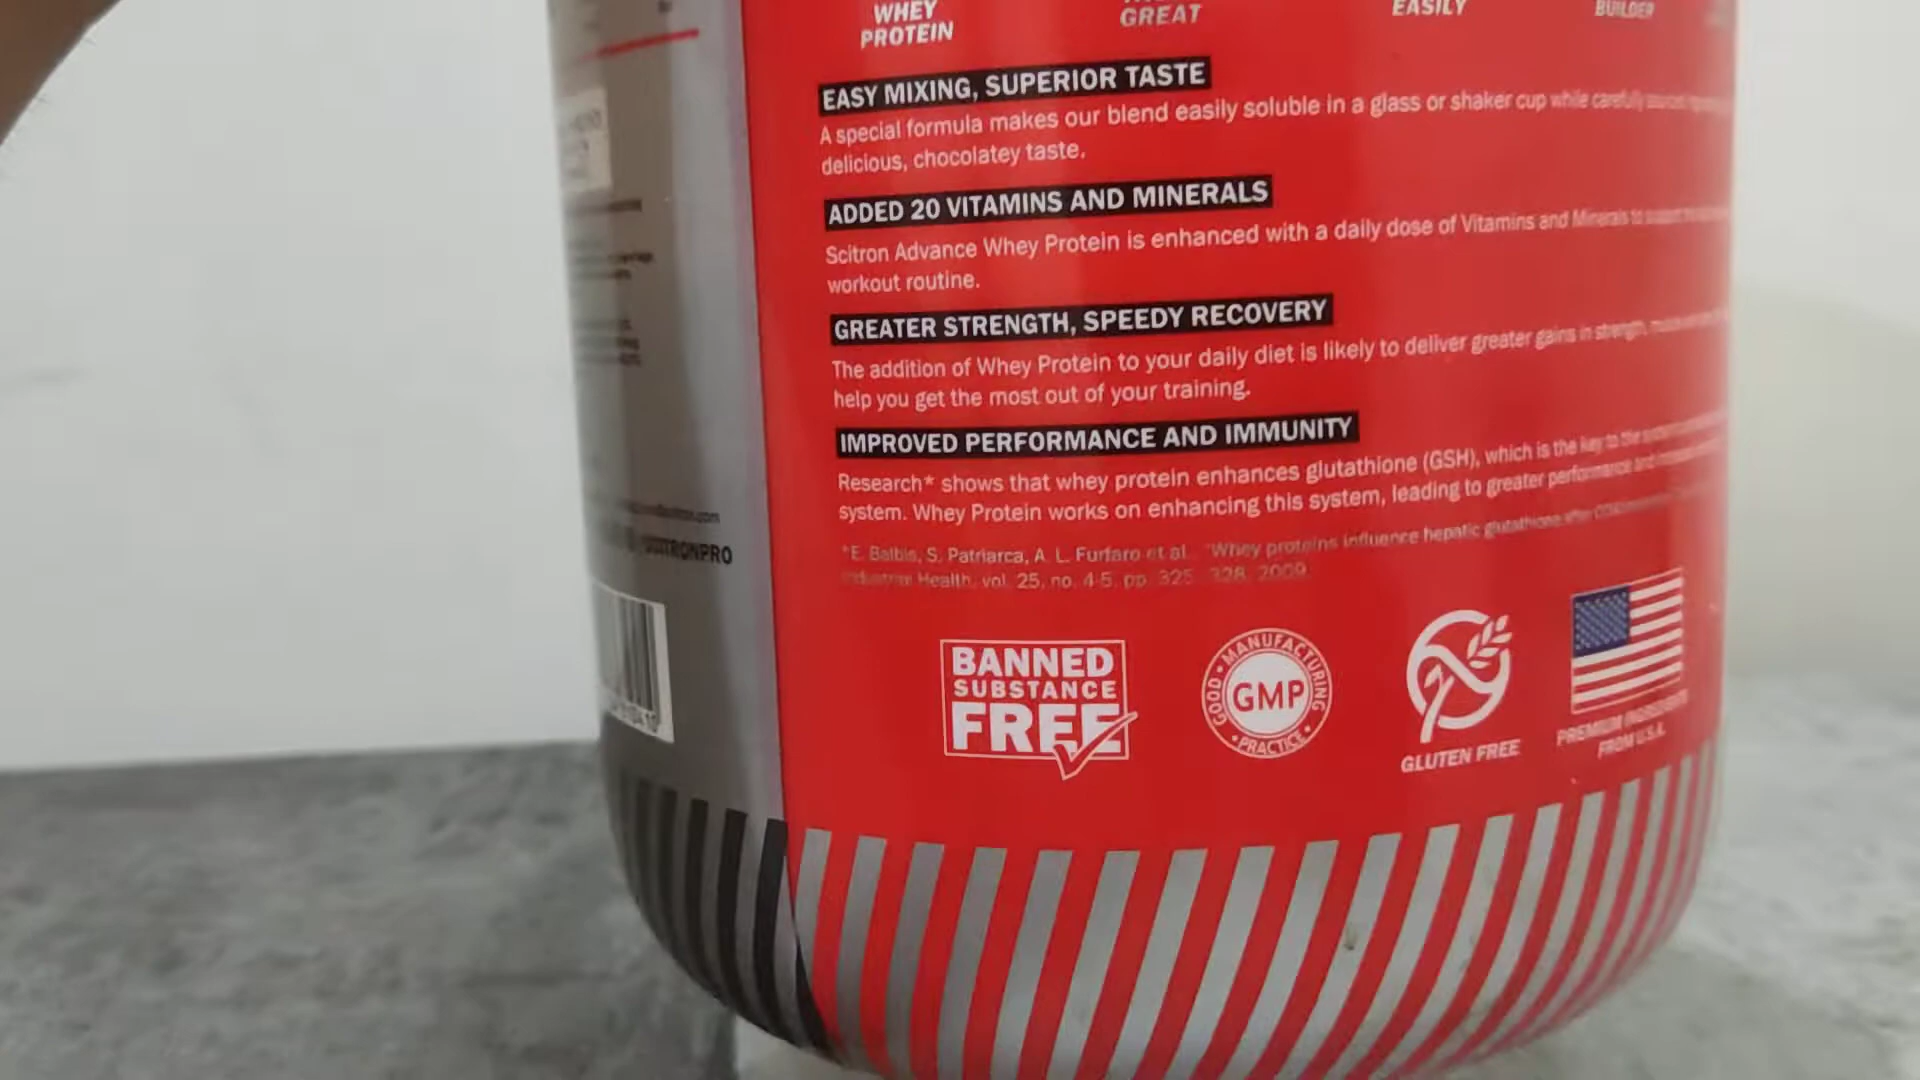 WHEY
PROTEIN
GREAT
EASILY
BUILDER
EASY MIXING, SUPERIOR TASTE
A special formula makes our blend easily soluble in a glass or shaker cup while carefully
delicious, chocolatey taste.
ADDED 20 VITAMINS AND MINERALS
Scitron Advance Whey Protein is enhanced with a daily dose of Vitamins and Minerals to support
workout routine.
GREATER STRENGTH, SPEEDY RECOVERY
The addition of Whey Protein to your daily diet is likely to deliver greater gains in strength,
help you get the most out of your training.
IMPROVED PERFORMANCE AND IMMUNITY
Research* shows that whey protein enhances glutathione (GSH), which is the key to the
system. Whey Protein works on enhancing this system, leading to greater performance and
*E. Balbis, S. Patriarca, A. L. Furfaro et al., "Whey proteins influence hepatic glutathione after
Industrial Health, vol. 25, no. 4-5, pp. 325 328, 2009.
SCITRONPRO
BANNED
SUBSTANCE
FREE
GOOD • MANUFACTURING • PRACTICE
GMP
GLUTEN FREE
PREMIUM INGREDIENTS
FROM U.S.A.